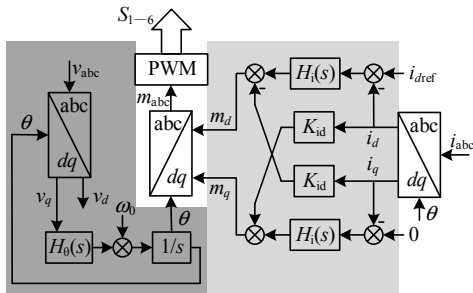 S1–6
PWM
vabc
mabc
abc
dq
θ
vq
vd
ω0
Hθ(s)
1/s
θ
abc
dq
md
mq
Hi(s)
-
idref
Kid
id
-
iabc
abc
dq
iq
Kid
θ
-
Hi(s)
-
0